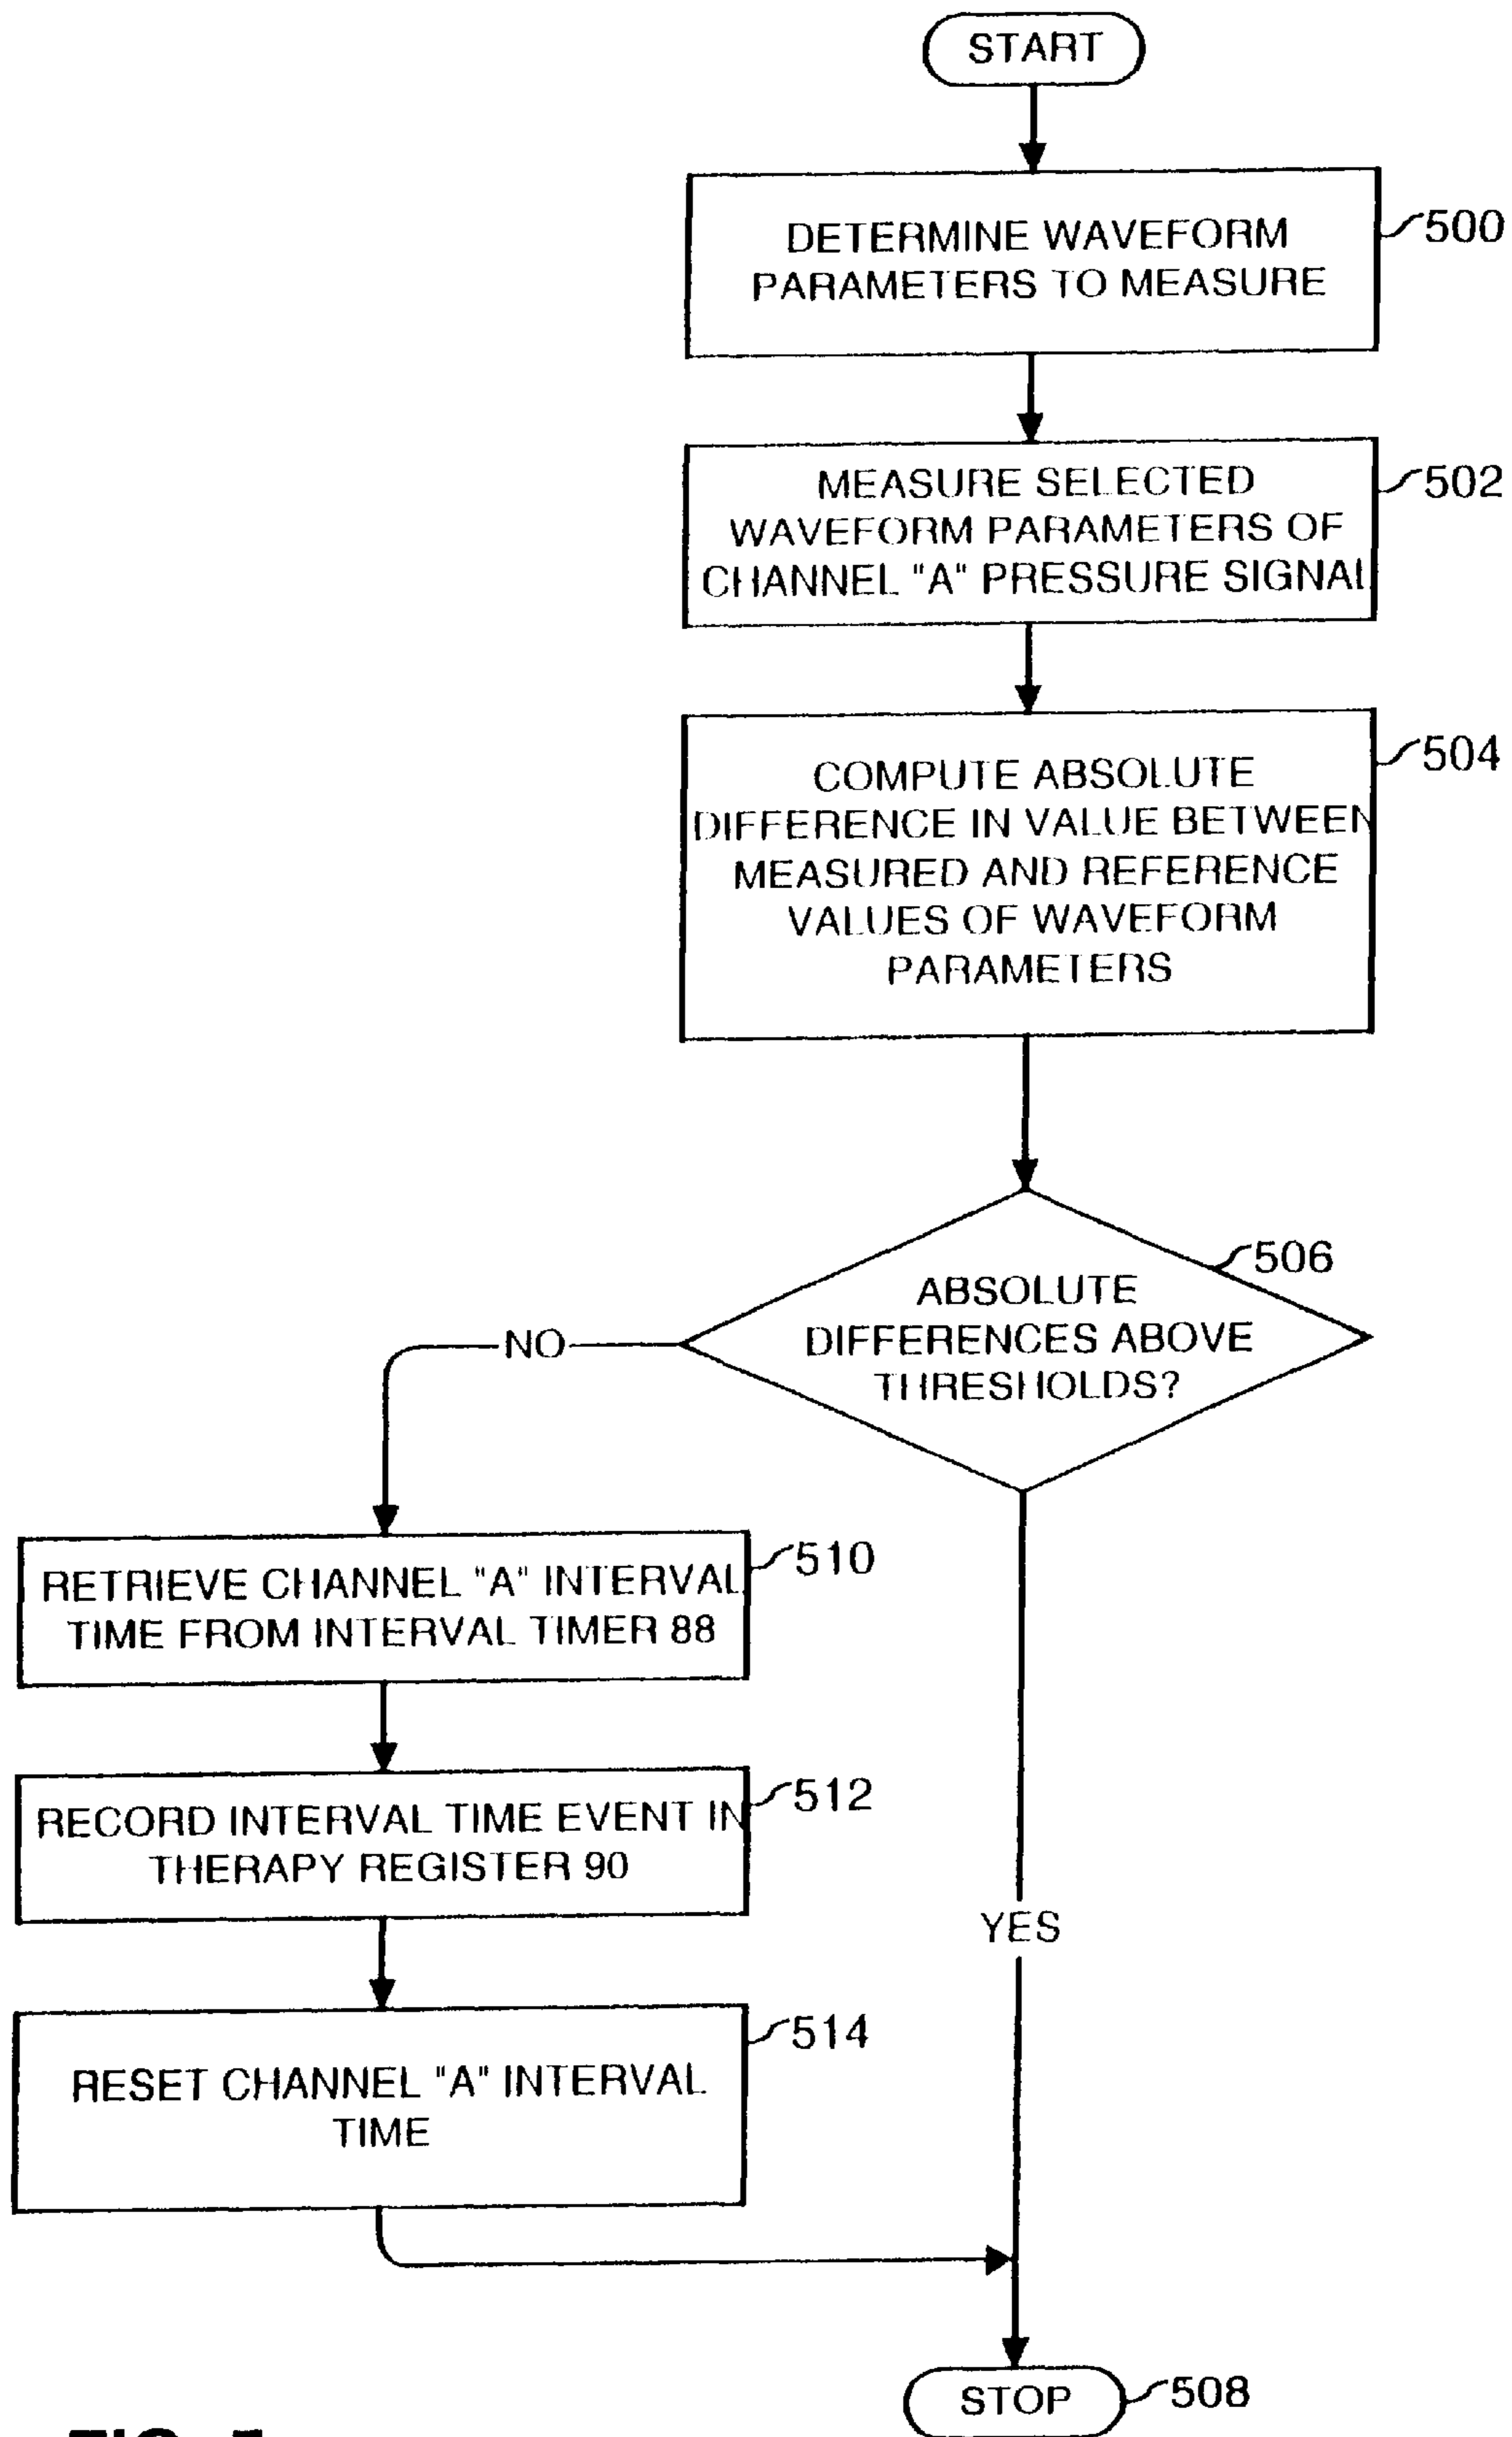 START
DETERMINE WAVEFORM
PARAMETERS TO MEASURE
500
MEASURE SELECTED
WAVEFORM PARAMETERS OF
CHANNEL "A" PRESSURE SIGNAL
502
COMPUTE ABSOLUTE
DIFFERENCE IN VALUE BETWEEN
MEASURED AND REFERENCE
VALUES OF WAVEFORM
PARAMETERS
504
506
ABSOLUTE
DIFFERENCES ABOVE
THRESHOLDS?
NO
RETRIEVE CHANNEL "A" INTERVAL
TIME FROM INTERVAL TIMER 88
510
RECORD INTERVAL TIME EVENT IN
THERAPY REGISTER 90
512
YES
RESET CHANNEL "A" INTERVAL
TIME
514
STOP
508